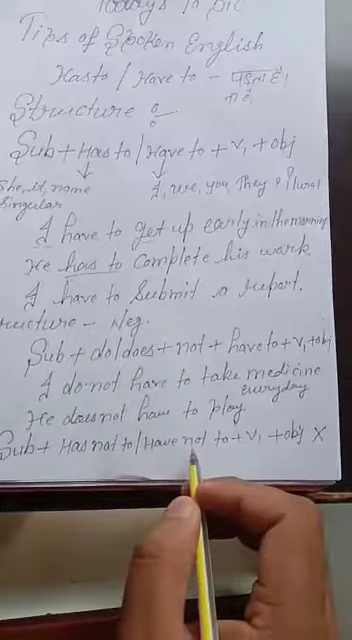 Today's Topic
Tips of Spoken English
Has to / Have to - पड़ता है।
ना है,
Structure :-
Sub + Has to / Have to + V1 + obj
She, it, name I, we, you, They & Plural
Singular
I have to get up early in the morning
He has to complete his work.
I have to submit a report.
ructure - Neg.
Sub + do/does + not + have to + V1 + obj
I do not have to take medicine
everyday
He does not have to play.
Sub + Has not to / Have not to + V1 + obj X